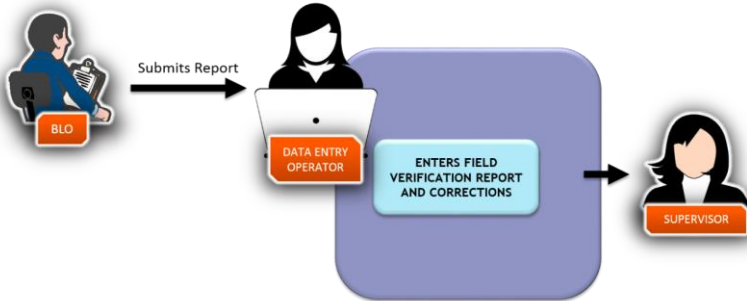 Submits Report
BLO
DATA ENTRY
OPERATOR
ENTERS FIELD
VERIFICATION REPORT
AND CORRECTIONS
SUPERVISOR